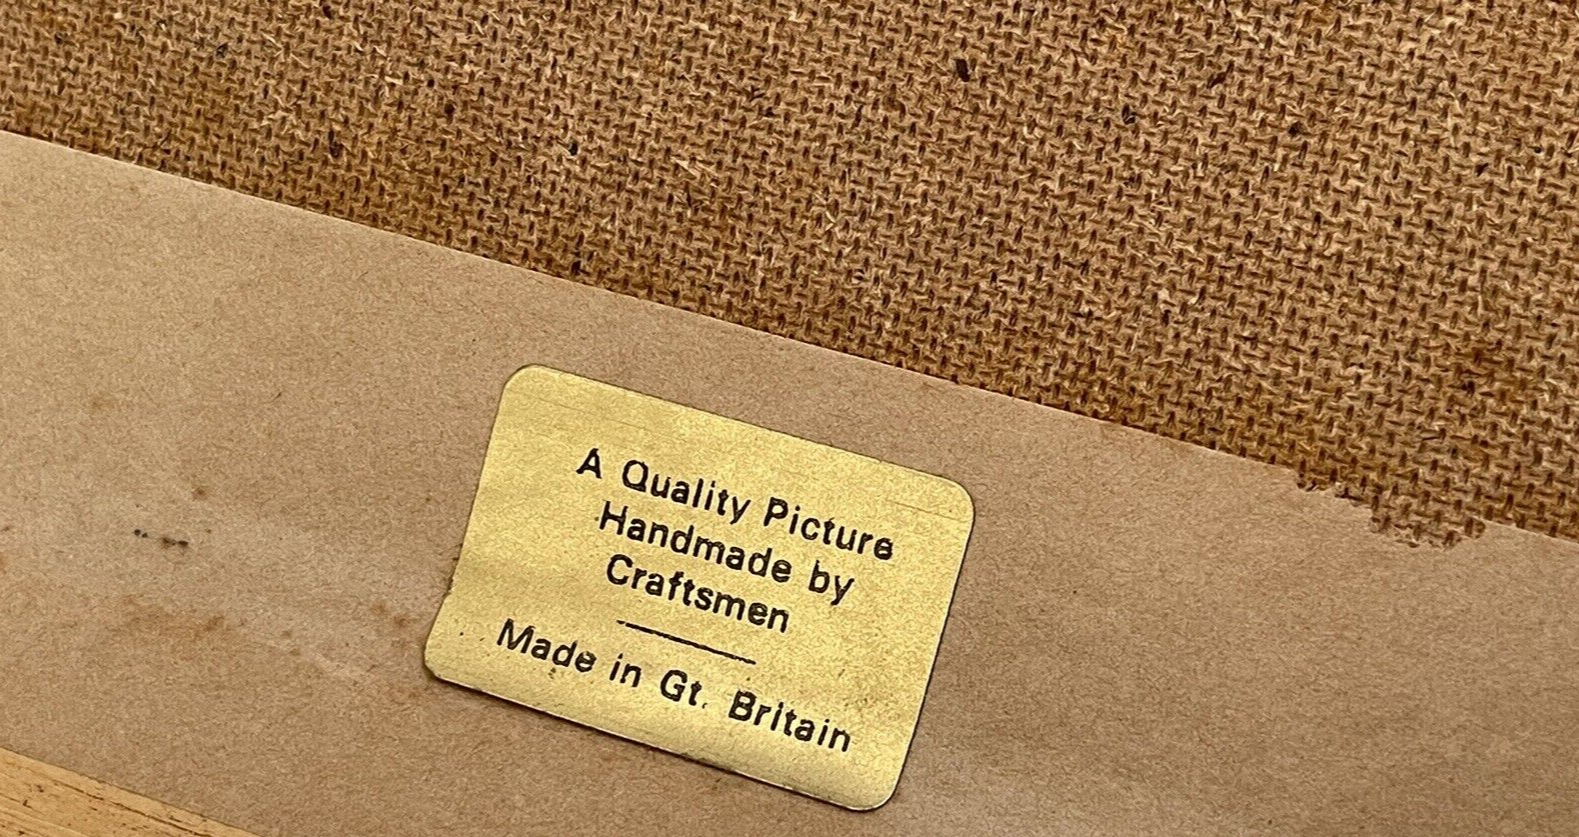 A Quality Picture
Handmade by
Craftsmen
Made in Gt. Britain